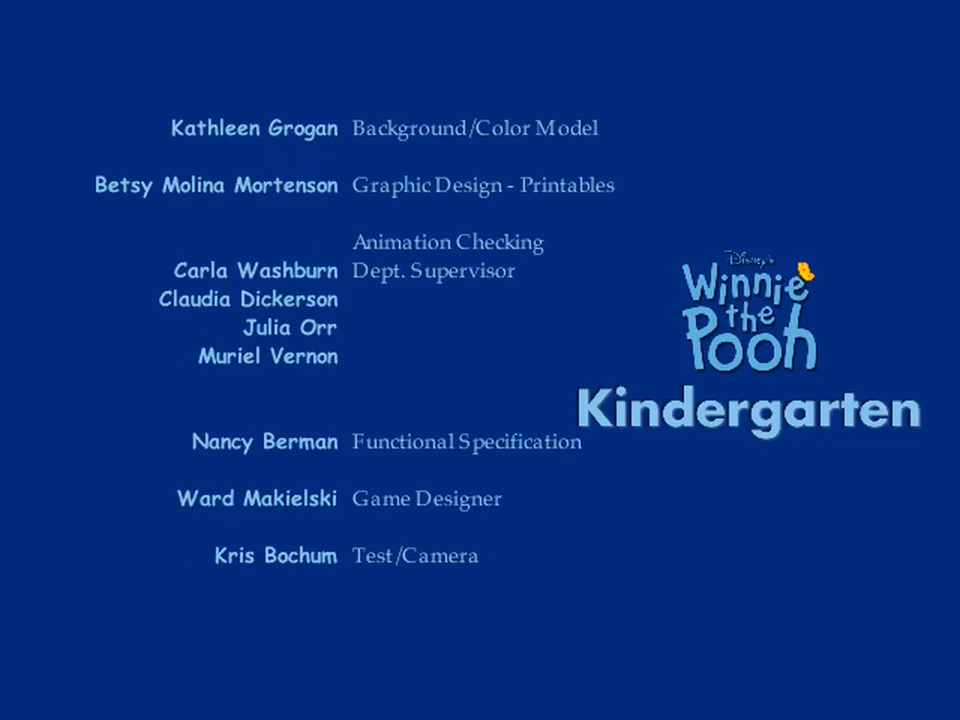 Kathleen Grogan Background/Color Model
Betsy Molina Mortenson Graphic Design - Printables
Animation Checking
Carla Washburn Dept. Supervisor
Claudia Dickerson
Julia Orr
Muriel Vernon
Nancy Berman Functional Specification
Ward Makielski Game Designer
Kris Bochum Test/Camera
Disney's
Winnie
the
Pooh
Kindergarten